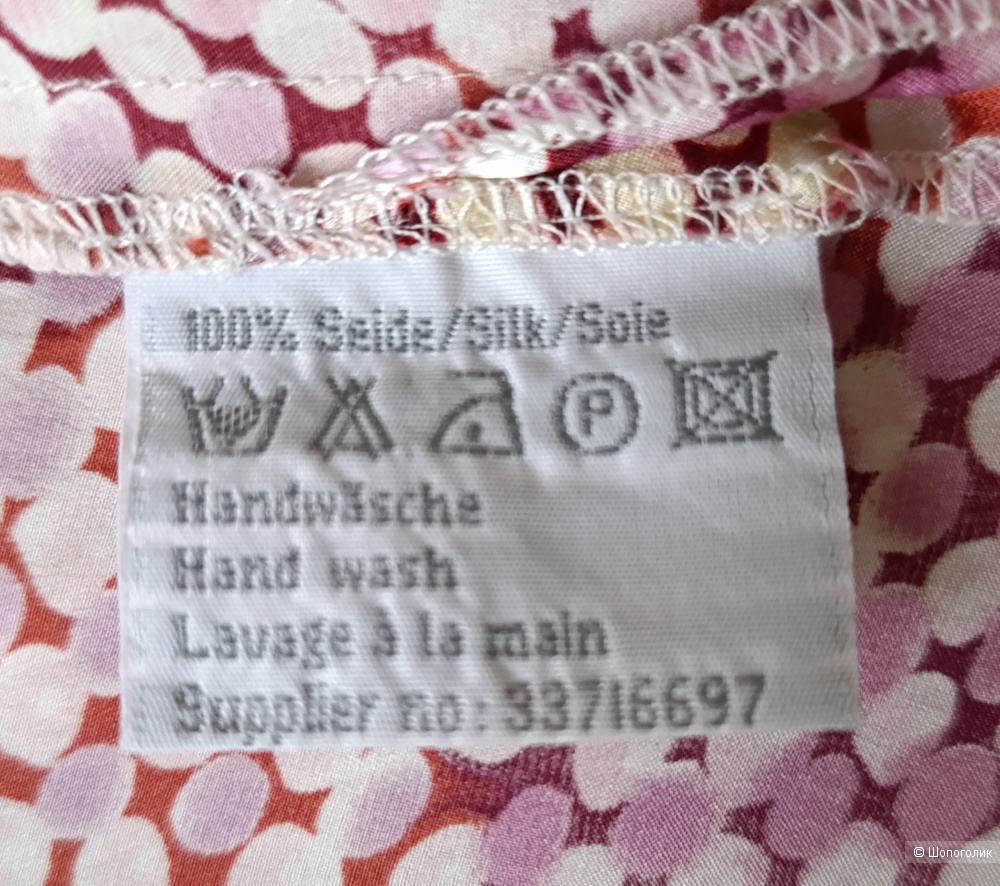 100% Seide/Silk/Soie
P
Handwäsche
Hand wash
Lavage à la main
Supplier no: 33716697
© Шопоголик